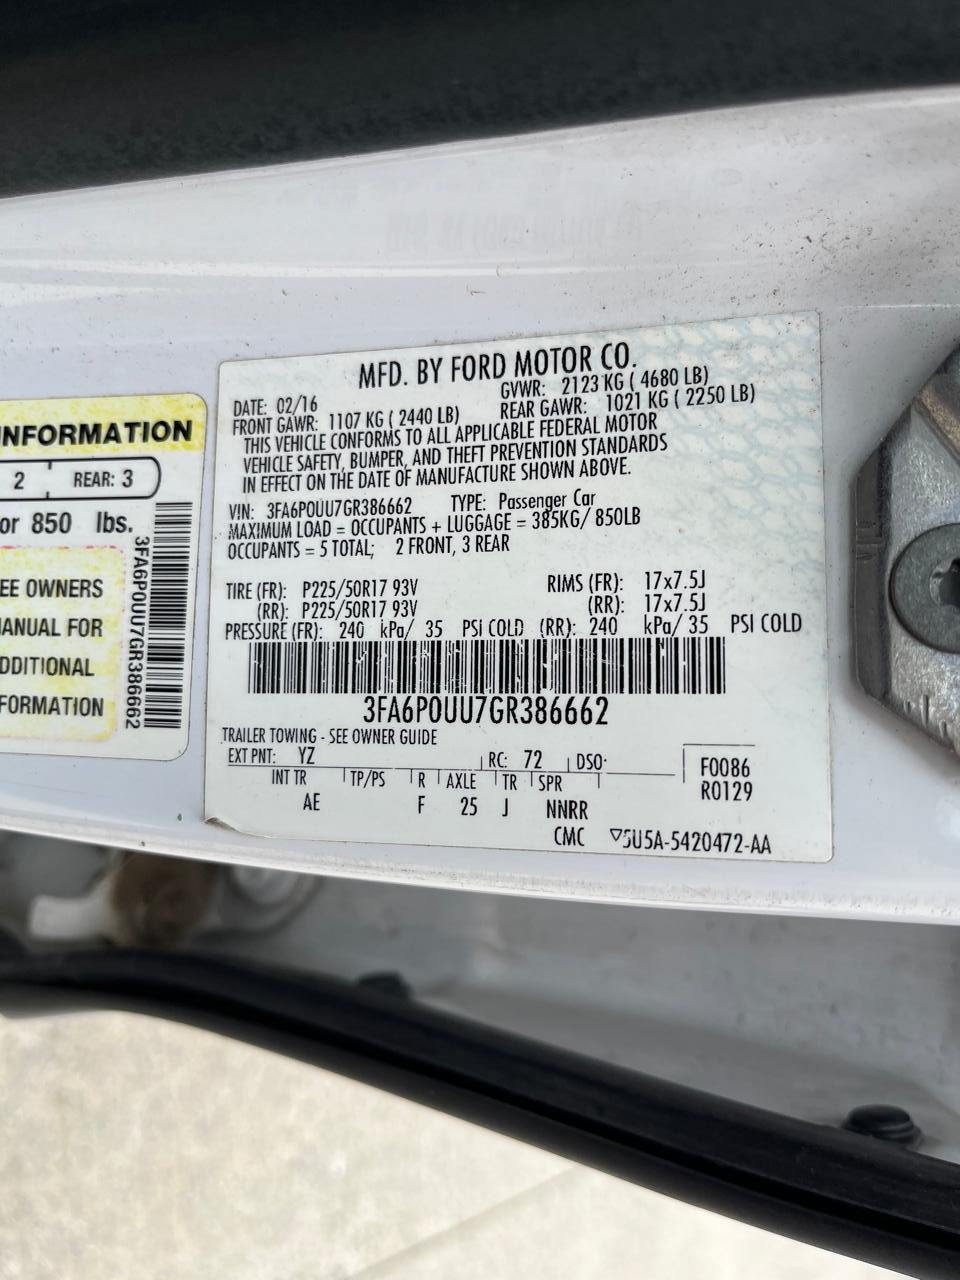 INFORMATION
2 REAR: 3
or 850 lbs.
EE OWNERS
MANUAL FOR
DDITIONAL
FORMATION
3FA6P0UU7GR386662
MFD. BY FORD MOTOR CO.
DATE: 02/16 GVWR: 2123 KG ( 4680 LB)
FRONT GAWR: 1107 KG ( 2440 LB) REAR GAWR: 1021 KG ( 2250 LB)
THIS VEHICLE CONFORMS TO ALL APPLICABLE FEDERAL MOTOR
VEHICLE SAFETY, BUMPER, AND THEFT PREVENTION STANDARDS
IN EFFECT ON THE DATE OF MANUFACTURE SHOWN ABOVE.
VIN: 3FA6P0UU7GR386662 TYPE: Passenger Car
MAXIMUM LOAD = OCCUPANTS + LUGGAGE = 385KG/ 850LB
OCCUPANTS = 5 TOTAL; 2 FRONT, 3 REAR
TIRE (FR): P225/50R17 93V RIMS (FR): 17x7.5J
(RR): P225/50R17 93V (RR): 17x7.5J
PRESSURE (FR): 240 kPa/ 35 PSI COLD (RR): 240 kPa/ 35 PSI COLD
3FA6P0UU7GR386662
TRAILER TOWING - SEE OWNER GUIDE
EXT PNT: YZ RC: 72 DSO:
INT TR TP/PS R AXLE TR SPR
AE F 25 J NNRR
F0086
R0129
CMC ▽5U5A-5420472-AA